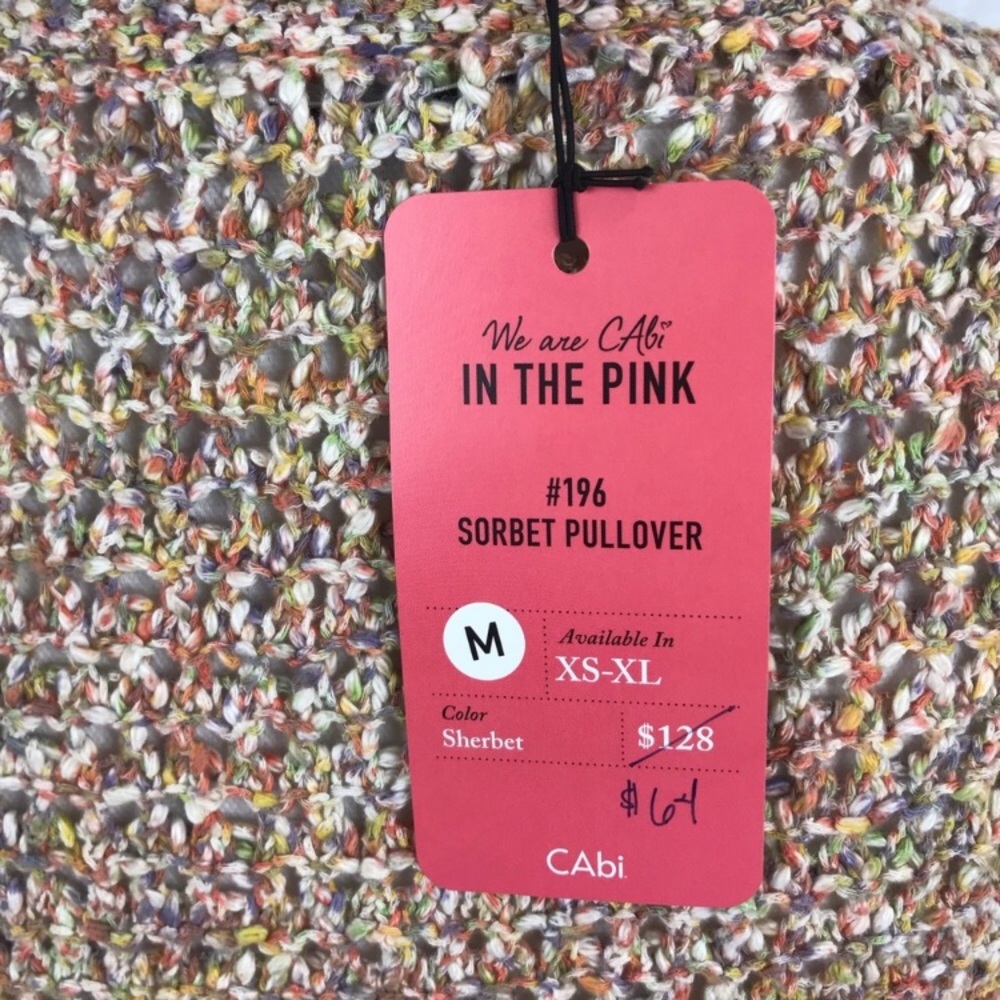 We are CAbi
IN THE PINK
#196
SORBET PULLOVER
M
Available In
XS-XL
Color
Sherbet
$128
$64
CAbi